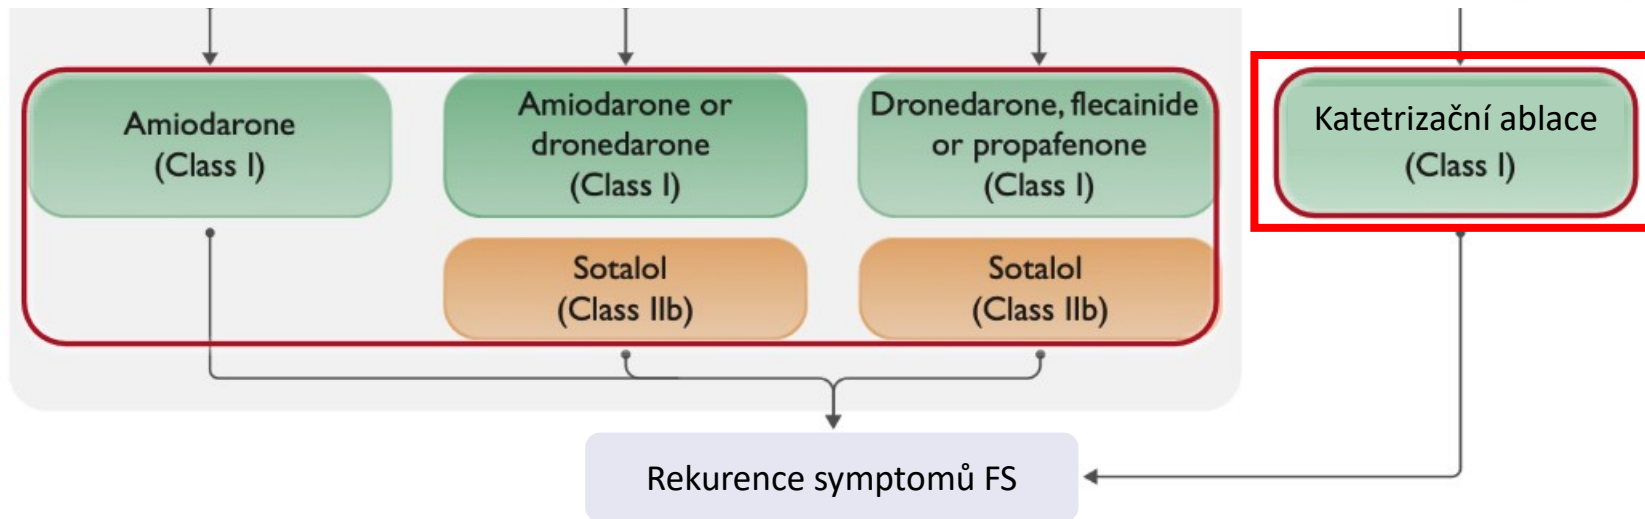 Amiodarone
(Class I)
Amiodarone or
dronedarone
(Class I)
Dronedarone, flecainide
or propafenone
(Class I)
Katetrizační ablace
(Class I)
Sotalol
(Class IIb)
Sotalol
(Class IIb)
Rekurence symptomů FS